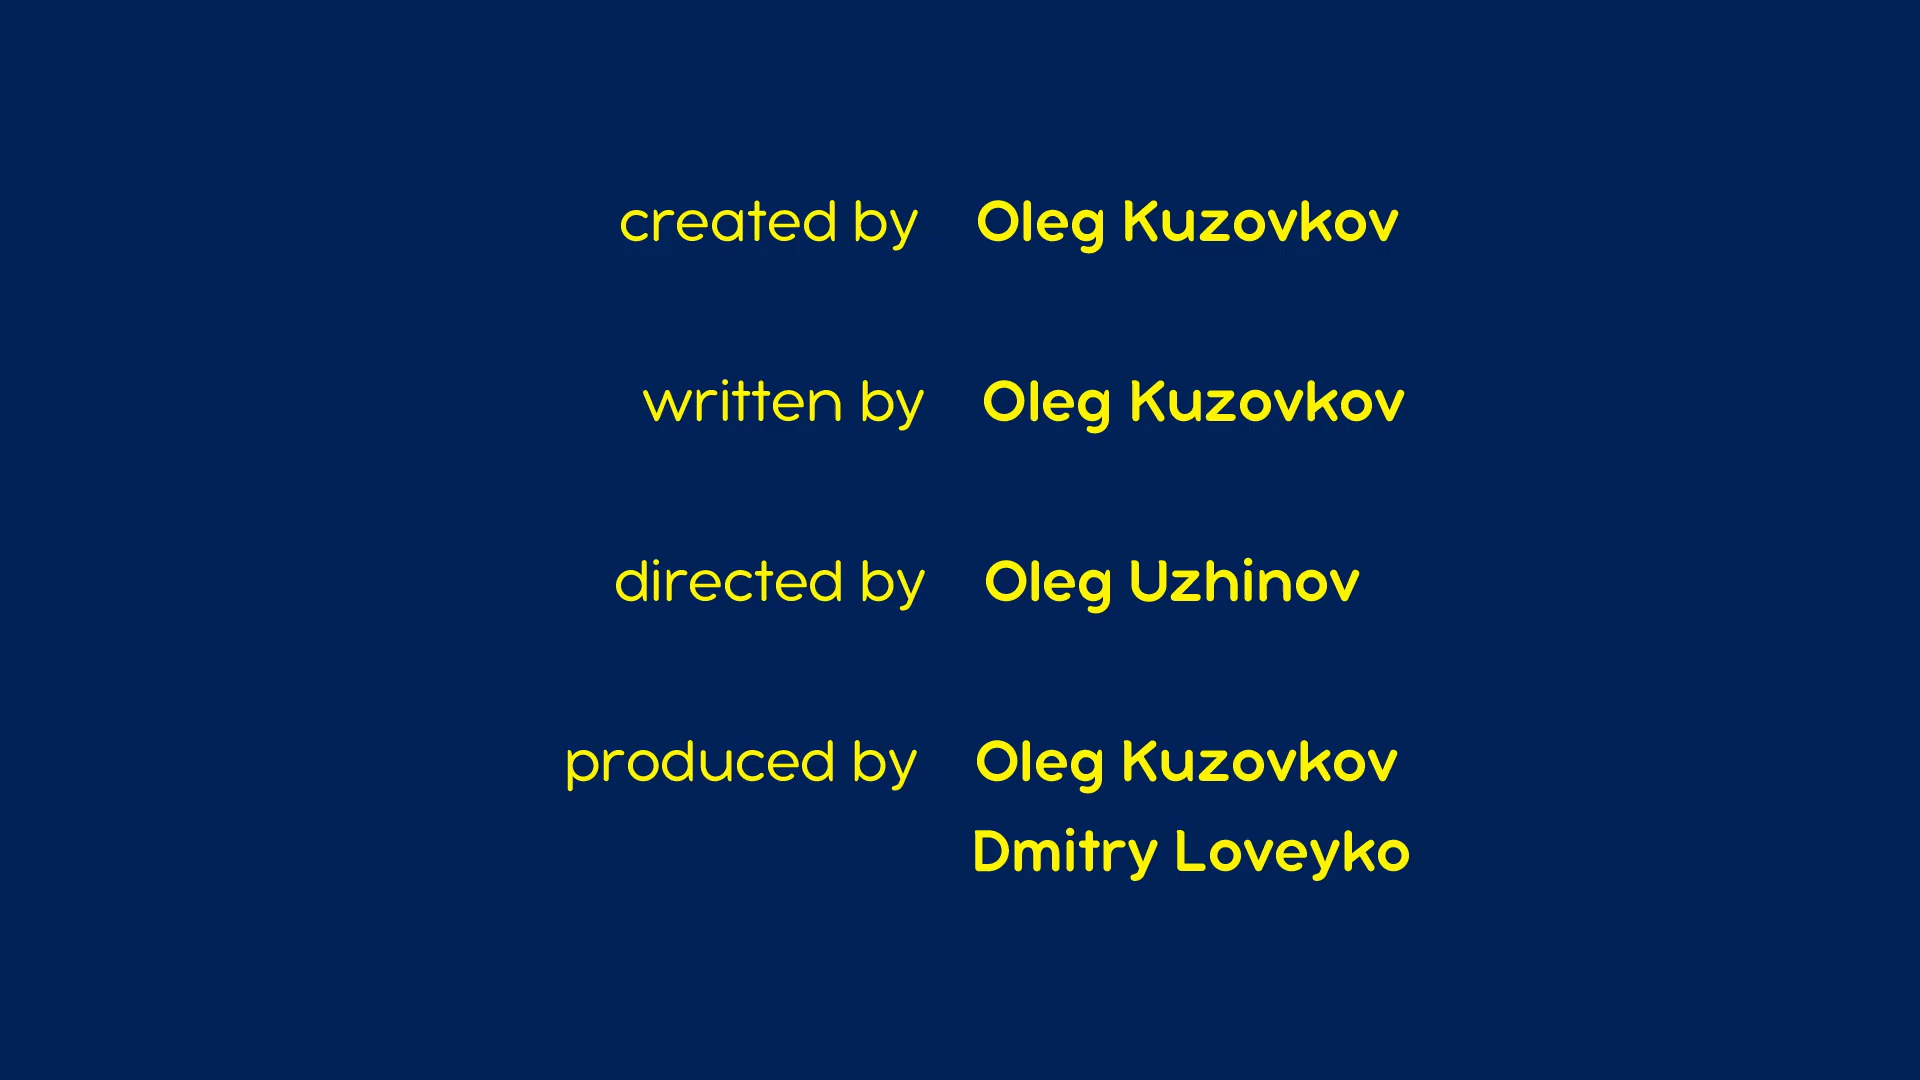 created by Oleg Kuzovkov
written by Oleg Kuzovkov
directed by Oleg Uzhinov
produced by Oleg Kuzovkov
Dmitry Loveyko